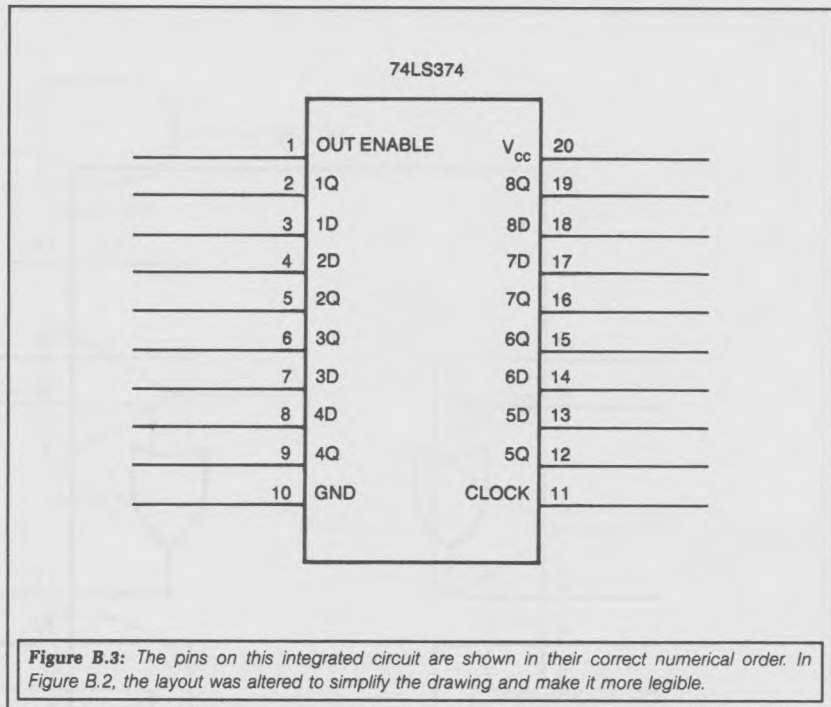 74LS374
1 OUT ENABLE V_cc 20
2 1Q 8Q 19
3 1D 8D 18
4 2D 7D 17
5 2Q 7Q 16
6 3Q 6Q 15
7 3D 6D 14
8 4D 5D 13
9 4Q 5Q 12
10 GND CLOCK 11
Figure B.3: The pins on this integrated circuit are shown in their correct numerical order. In
Figure B.2, the layout was altered to simplify the drawing and make it more legible.